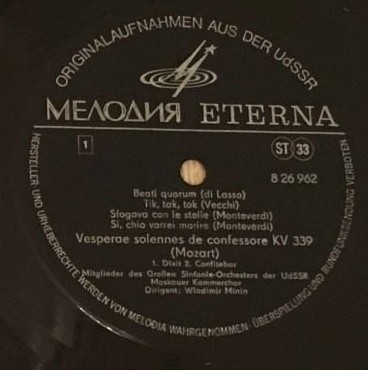 ORIGINALAUFNAHMEN AUS DER UdSSR
МЕЛОДИЯ ETERNA
1
ST 33
8 26 962
Beati quorum (di Lasso)
Tik, tak, tok (Vecchi)
Sfogava con le stelle (Monteverdi)
Si, chio vorrei morire (Monteverdi)
Vesperae solennes de confessore KV 339
(Mozart)
1. Dixit 2. Confitebor
Mitglieder des Großen Sinfonie-Orchesters der UdSSR
Moskauer Kammerchor
Dirigent: Wladimir Minin
HERSTELLER UND URHEBERRECHTE WERDEN VON MELODIA WAHRGENOMMEN · ÜBERSPIELUNG UND RUNDFUNKSENDUNG VERBOTEN